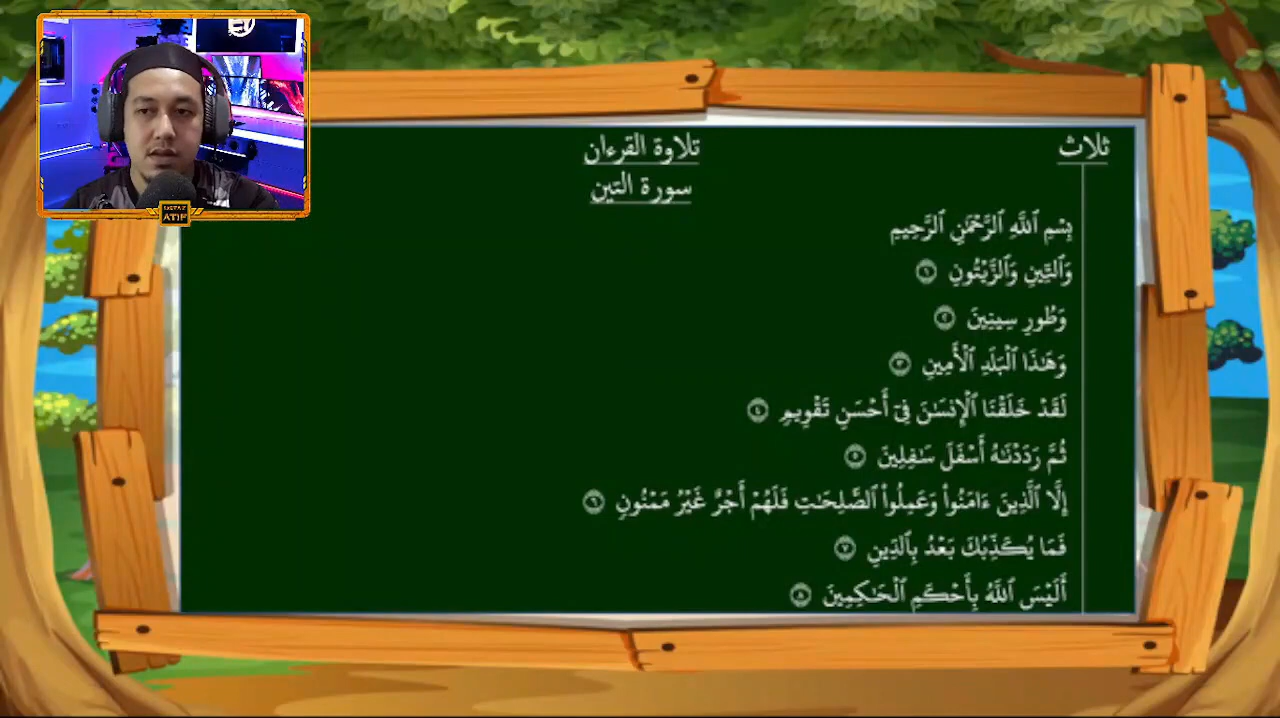 ثلاث
تلاوة القرءان
سورة التين
بِسْمِ ٱللَّهِ ٱلرَّحْمَٰنِ ٱلرَّحِيمِ
وَٱلتِّينِ وَٱلزَّيْتُونِ ١
وَطُورِ سِينِينَ ٢
وَهَٰذَا ٱلْبَلَدِ ٱلْأَمِينِ ٣
لَقَدْ خَلَقْنَا ٱلْإِنسَٰنَ فِىٓ أَحْسَنِ تَقْوِيمٍ ٤
ثُمَّ رَدَدْنَٰهُ أَسْفَلَ سَٰفِلِينَ ٥
إِلَّا ٱلَّذِينَ ءَامَنُوا۟ وَعَمِلُوا۟ ٱلصَّٰلِحَٰتِ فَلَهُمْ أَجْرٌ غَيْرُ مَمْنُونٍ ٦
فَمَا يُكَذِّبُكَ بَعْدُ بِٱلدِّينِ ٧
أَلَيْسَ ٱللَّهُ بِأَحْكَمِ ٱلْحَٰكِمِينَ ٨
USTAZ
ATIF